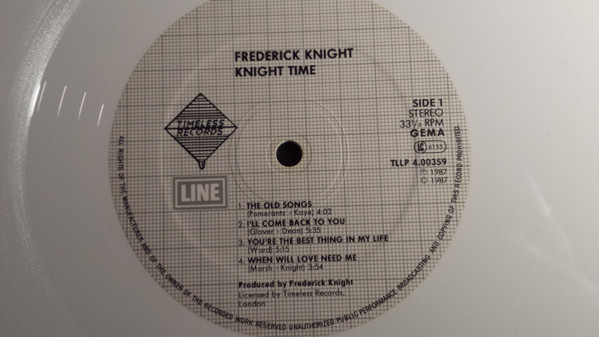 FREDERICK KNIGHT
KNIGHT TIME
TIMELESS
RECORDS
SIDE 1
STEREO
33⅓ RPM
GEMA
LC 6155
TLLP 4.00359
Ⓟ 1987
© 1987
LINE
1. THE OLD SONGS
(Pomerantz - Kaye) 4:02
2. I'LL COME BACK TO YOU
(Glover - Dean) 5:35
3. YOU'RE THE BEST THING IN MY LIFE
(Ward) 5:15
4. WHEN WILL LOVE NEED ME
(Marsh - Knight) 3:54
Produced by Frederick Knight
Licensed by Timeless Records,
London
ALL RIGHTS OF THE MANUFACTURER AND OF THE OWNER OF THE RECORDED WORK RESERVED UNAUTHORIZED PUBLIC PERFORMANCE BROADCASTING AND COPYING OF THIS RECORD PROHIBITED.